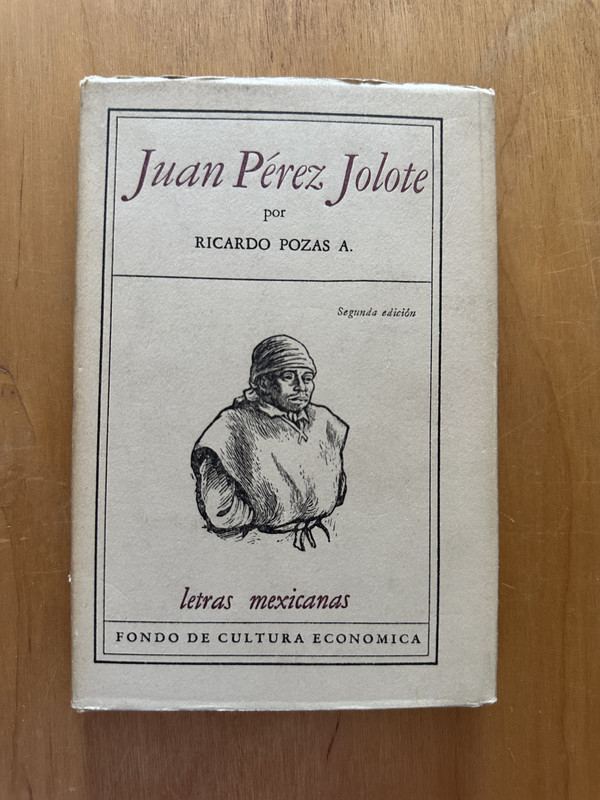 Juan Pérez Jolote
por
RICARDO POZAS A.
Segunda edición
letras mexicanas
FONDO DE CULTURA ECONOMICA